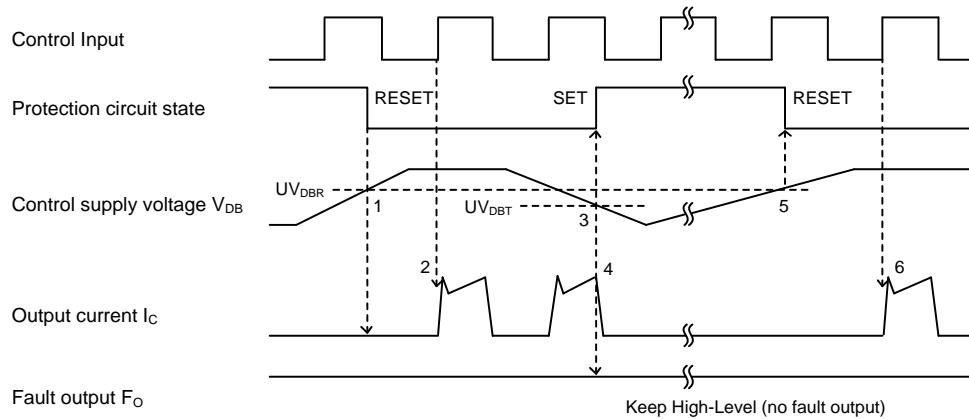 Control Input
Protection circuit state
RESET
SET
RESET
UVDBR
Control supply voltage VDB
1
UVDBT
3
5
2
4
6
Output current IC
Fault output FO
Keep High-Level (no fault output)